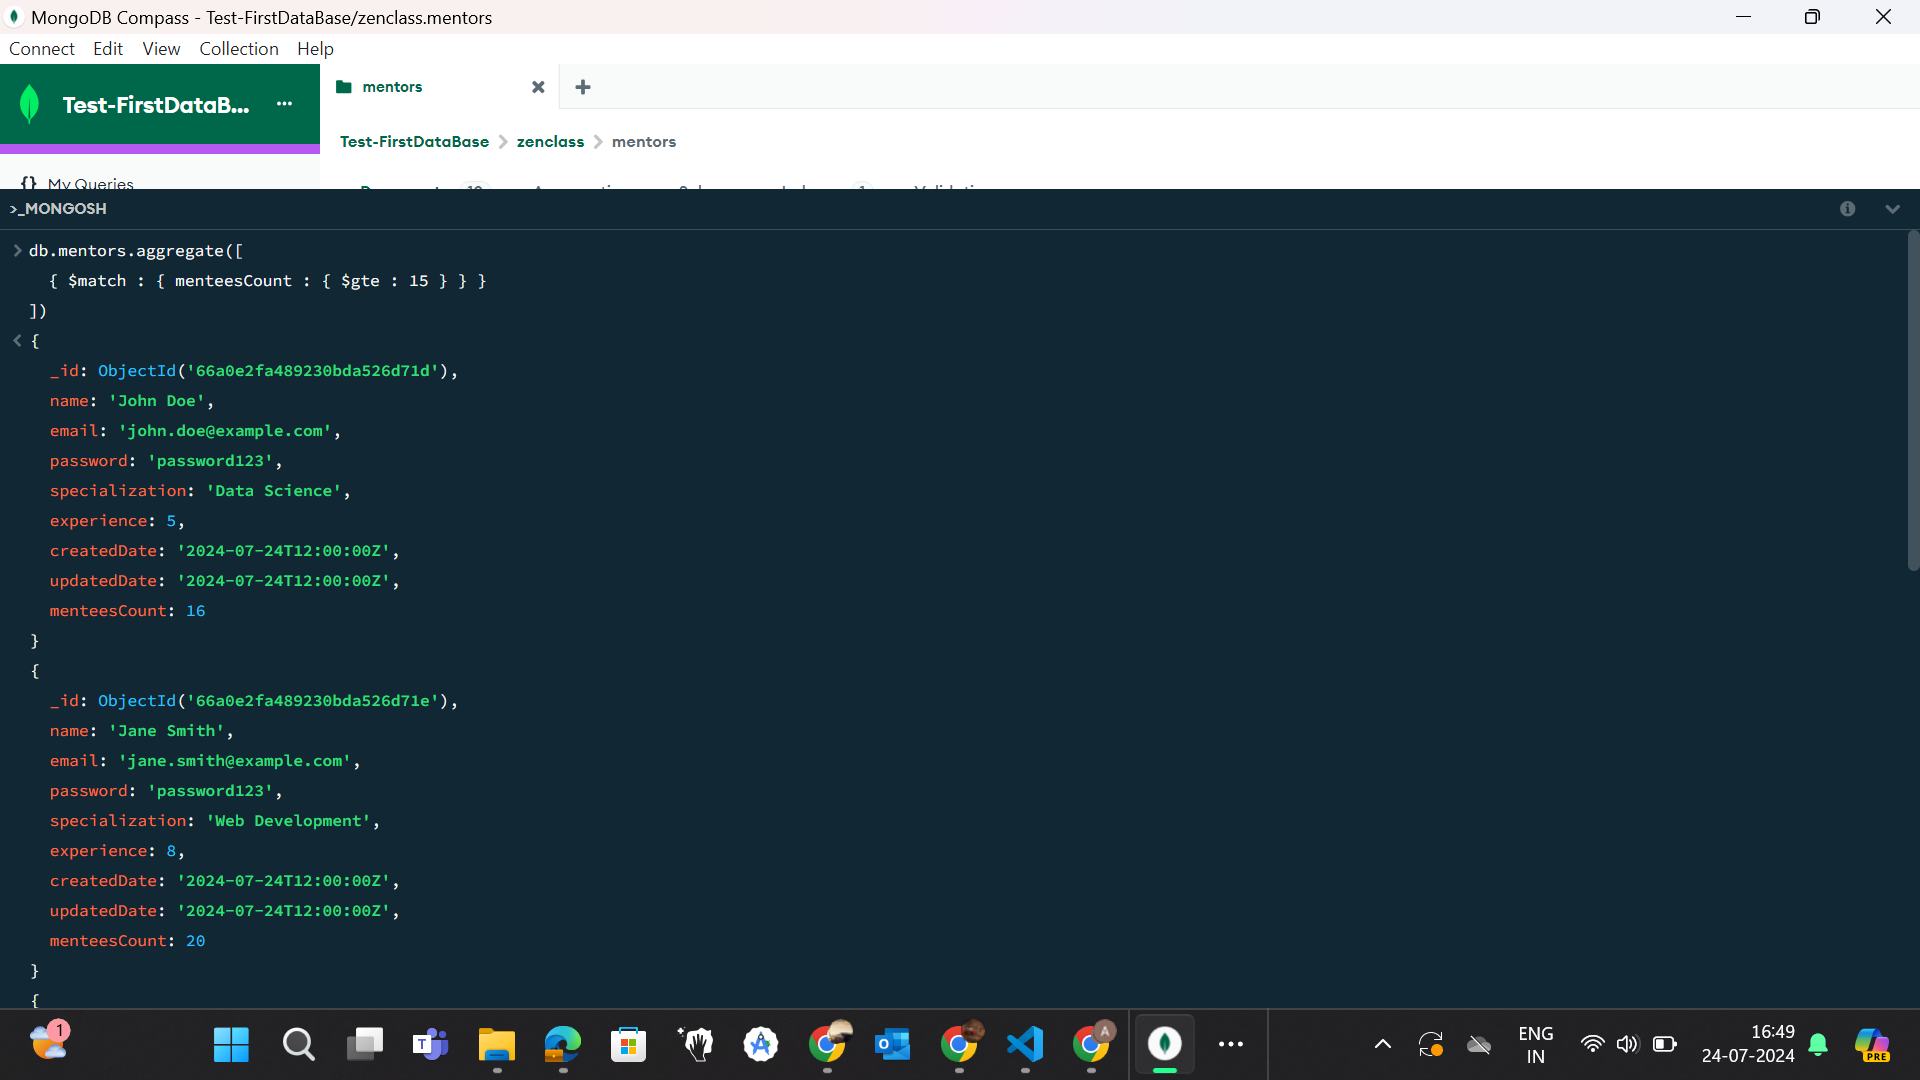 MongoDB Compass - Test-FirstDataBase/zenclass.mentors
Connect Edit View Collection Help
Test-FirstDataB... ···
mentors
Test-FirstDataBase > zenclass > mentors
{} My Queries
>_MONGOSH
> db.mentors.aggregate([
{ $match : { menteesCount : { $gte : 15 } } }
])
< {
_id: ObjectId('66a0e2fa489230bda526d71d'),
name: 'John Doe',
email: 'john.doe@example.com',
password: 'password123',
specialization: 'Data Science',
experience: 5,
createdDate: '2024-07-24T12:00:00Z',
updatedDate: '2024-07-24T12:00:00Z',
menteesCount: 16
}
{
_id: ObjectId('66a0e2fa489230bda526d71e'),
name: 'Jane Smith',
email: 'jane.smith@example.com',
password: 'password123',
specialization: 'Web Development',
experience: 8,
createdDate: '2024-07-24T12:00:00Z',
updatedDate: '2024-07-24T12:00:00Z',
menteesCount: 20
}
{
1
A
ENG
IN
16:49
24-07-2024
PRE